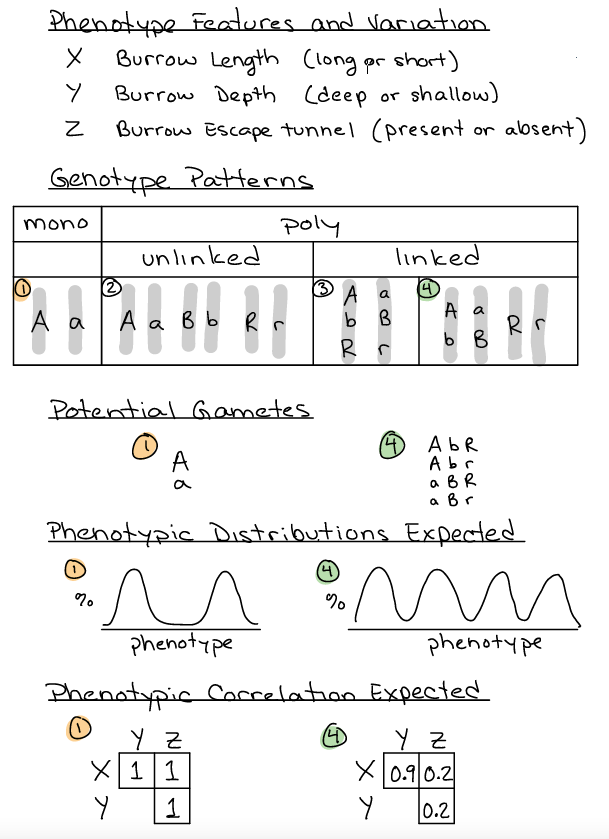 Phenotype Features and Variation
X Burrow Length (long or short)
Y Burrow Depth (deep or shallow)
Z Burrow Escape tunnel (present or absent)
Genotype Patterns
mono poly
unlinked linked
1 A a
2 A a B b R r
3 A a
b B
R r
4 A a R r
b B
Potential Gametes
1 A
a
4 A b R
A b r
a B R
a B r
Phenotypic Distributions Expected
1 4
% %
phenotype phenotype
Phenotypic Correlation Expected
1 Y Z
X 1 1
Y 1
4 Y Z
X 0.9 0.2
Y 0.2